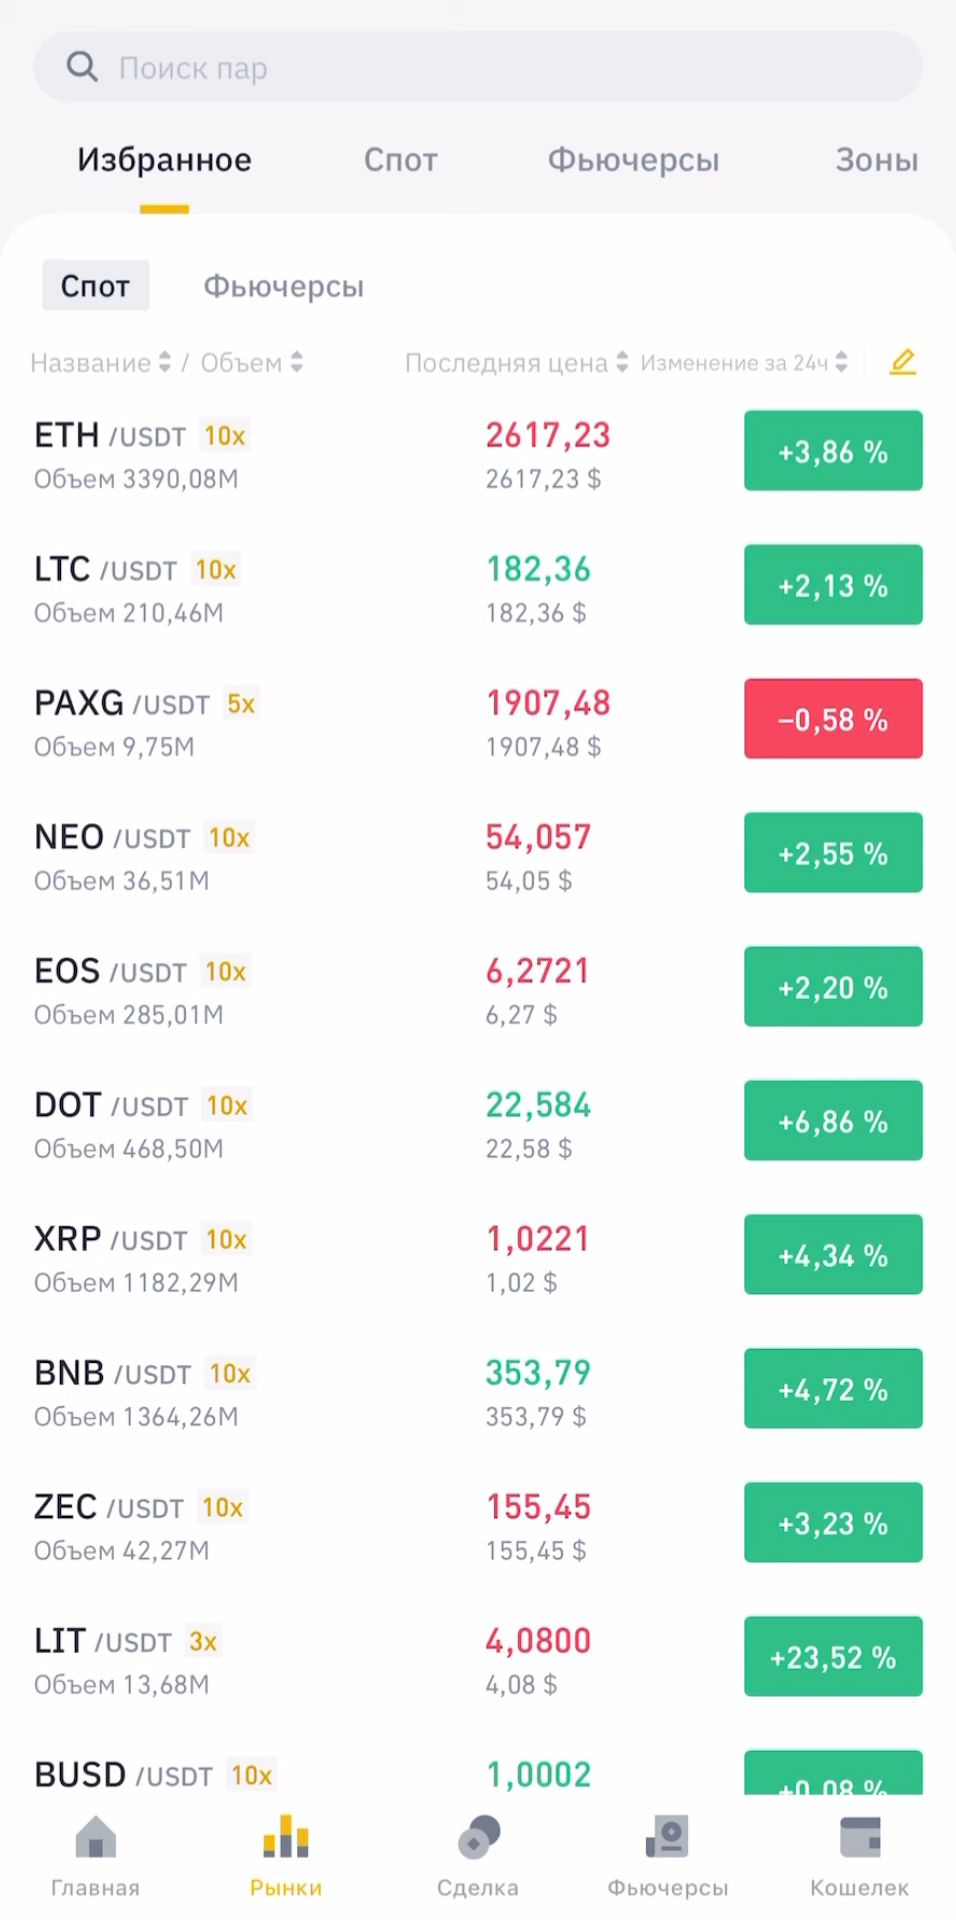 Поиск пар
Избранное Спот Фьючерсы Зоны
Спот Фьючерсы
Название / Объем Последняя цена Изменение за 24ч
ETH /USDT 10x 2617,23 +3,86 %
Объем 3390,08M 2617,23 $
LTC /USDT 10x 182,36 +2,13 %
Объем 210,46M 182,36 $
PAXG /USDT 5x 1907,48 –0,58 %
Объем 9,75M 1907,48 $
NEO /USDT 10x 54,057 +2,55 %
Объем 36,51M 54,05 $
EOS /USDT 10x 6,2721 +2,20 %
Объем 285,01M 6,27 $
DOT /USDT 10x 22,584 +6,86 %
Объем 468,50M 22,58 $
XRP /USDT 10x 1,0221 +4,34 %
Объем 1182,29M 1,02 $
BNB /USDT 10x 353,79 +4,72 %
Объем 1364,26M 353,79 $
ZEC /USDT 10x 155,45 +3,23 %
Объем 42,27M 155,45 $
LIT /USDT 3x 4,0800 +23,52 %
Объем 13,68M 4,08 $
BUSD /USDT 10x 1,0002 +0,08 %
Главная Рынки Сделка Фьючерсы Кошелек